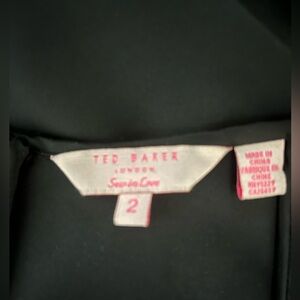 TED BAKER
LONDON
Sew in Love
2
MADE IN
CHINA
FABRIQUE EN
CHINE